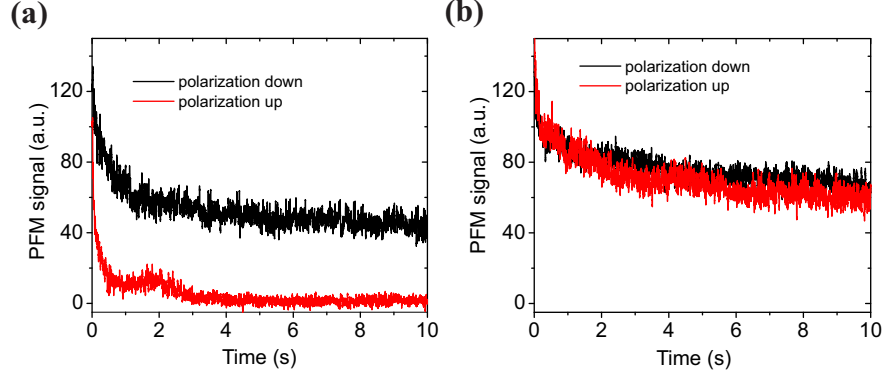 (a)
PFM signal (a.u.)
120
80
40
0
polarization down
polarization up
0 2 4 6 8 10
Time (s)
(b)
PFM signal (a.u.)
120
80
40
0
polarization down
polarization up
0 2 4 6 8 10
Time (s)